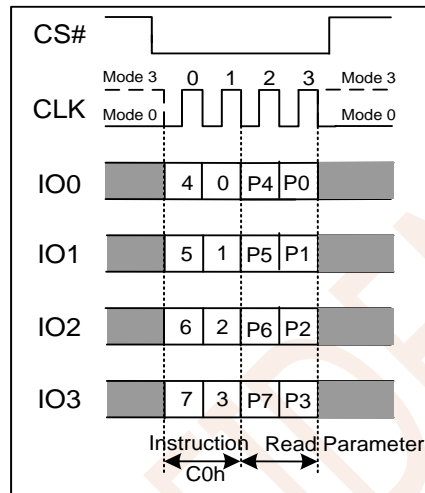 CS#
Mode 3 0 1 2 3 Mode 3
CLK
Mode 0 Mode 0
IO0 4 0 P4 P0
IO1 5 1 P5 P1
IO2 6 2 P6 P2
IO3 7 3 P7 P3
Instruction Read Parameter
C0h